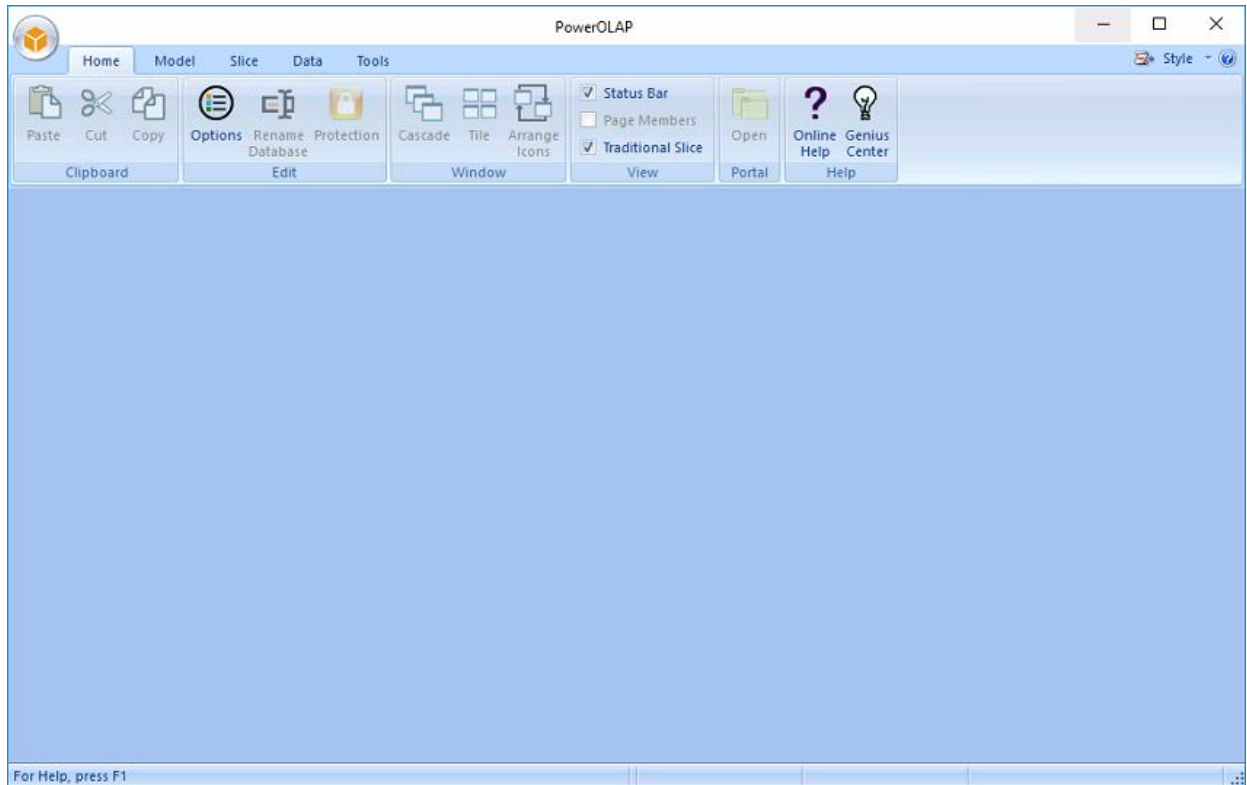 PowerOLAP
Home Model Slice Data Tools Style
Paste Cut Copy Options Rename Database Protection Cascade Tile Arrange Icons
Status Bar
Page Members
Traditional Slice
Open Online Help Genius Center
Clipboard Edit Window View Portal Help
For Help, press F1